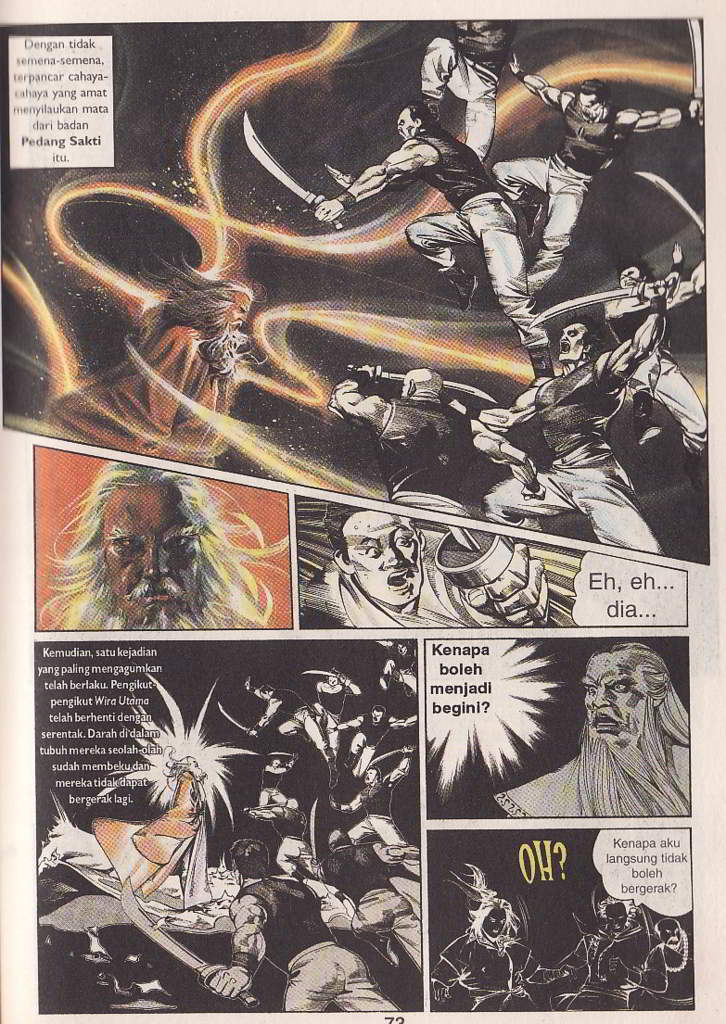 Dengan tidak
semena-semena,
terpancar cahaya-
cahaya yang amat
menyilaukan mata
dari badan
Pedang Sakti
itu.
Eh, eh...
dia...
Kemudian, satu kejadian
yang paling mengagumkan
telah berlaku. Pengikut-
pengikut Wira Utama
telah berhenti dengan
serentak. Darah di dalam
tubuh mereka seolah-olah
sudah membeku dan
mereka tidak dapat
bergerak lagi.
Kenapa
boleh
menjadi
begini?
OH?
Kenapa aku
langsung tidak
boleh
bergerak?
73